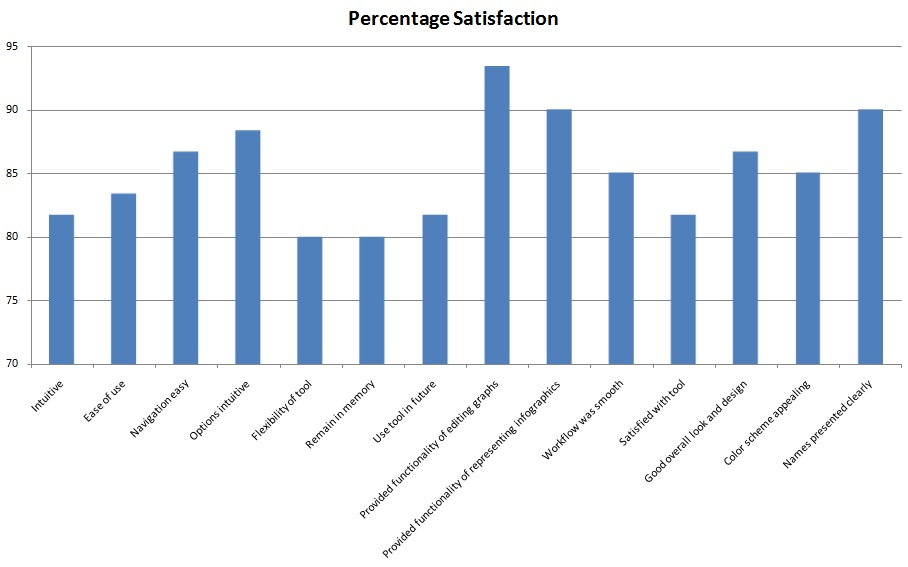 Percentage Satisfaction
95
90
85
80
75
70
Intuitive
Ease of use
Navigation easy
Options intuitive
Flexibility of tool
Remain in memory
Use tool in future
Provided functionality of editing graphs
Provided functionality of representing infographics
Workflow was smooth
Satisfied with tool
Good overall look and design
Color scheme appealing
Names presented clearly